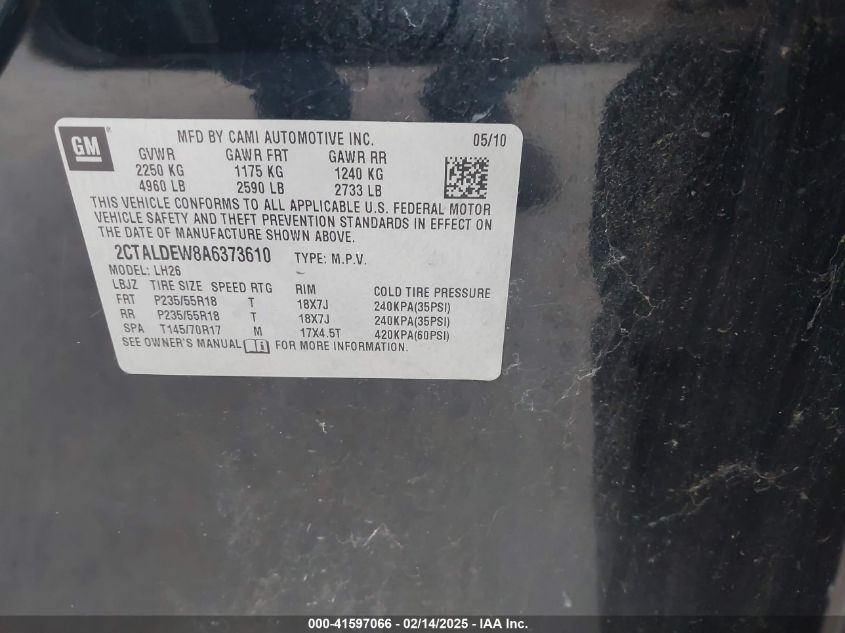 GM
MFD BY CAMI AUTOMOTIVE INC. 05/10
GVWR GAWR FRT GAWR RR
2250 KG 1175 KG 1240 KG
4960 LB 2590 LB 2733 LB
THIS VEHICLE CONFORMS TO ALL APPLICABLE U.S. FEDERAL MOTOR
VEHICLE SAFETY AND THEFT PREVENTION STANDARDS IN EFFECT ON
THE DATE OF MANUFACTURE SHOWN ABOVE.
2CTALDEW8A6373610 TYPE: M.P.V.
MODEL: LH26
LBJZ TIRE SIZE SPEED RTG RIM COLD TIRE PRESSURE
FRT P235/55R18 T 18X7J 240KPA(35PSI)
RR P235/55R18 T 18X7J 240KPA(35PSI)
SPA T145/70R17 M 17X4.5T 420KPA(60PSI)
SEE OWNER'S MANUAL FOR MORE INFORMATION.
000-41597066 - 02/14/2025 - IAA Inc.